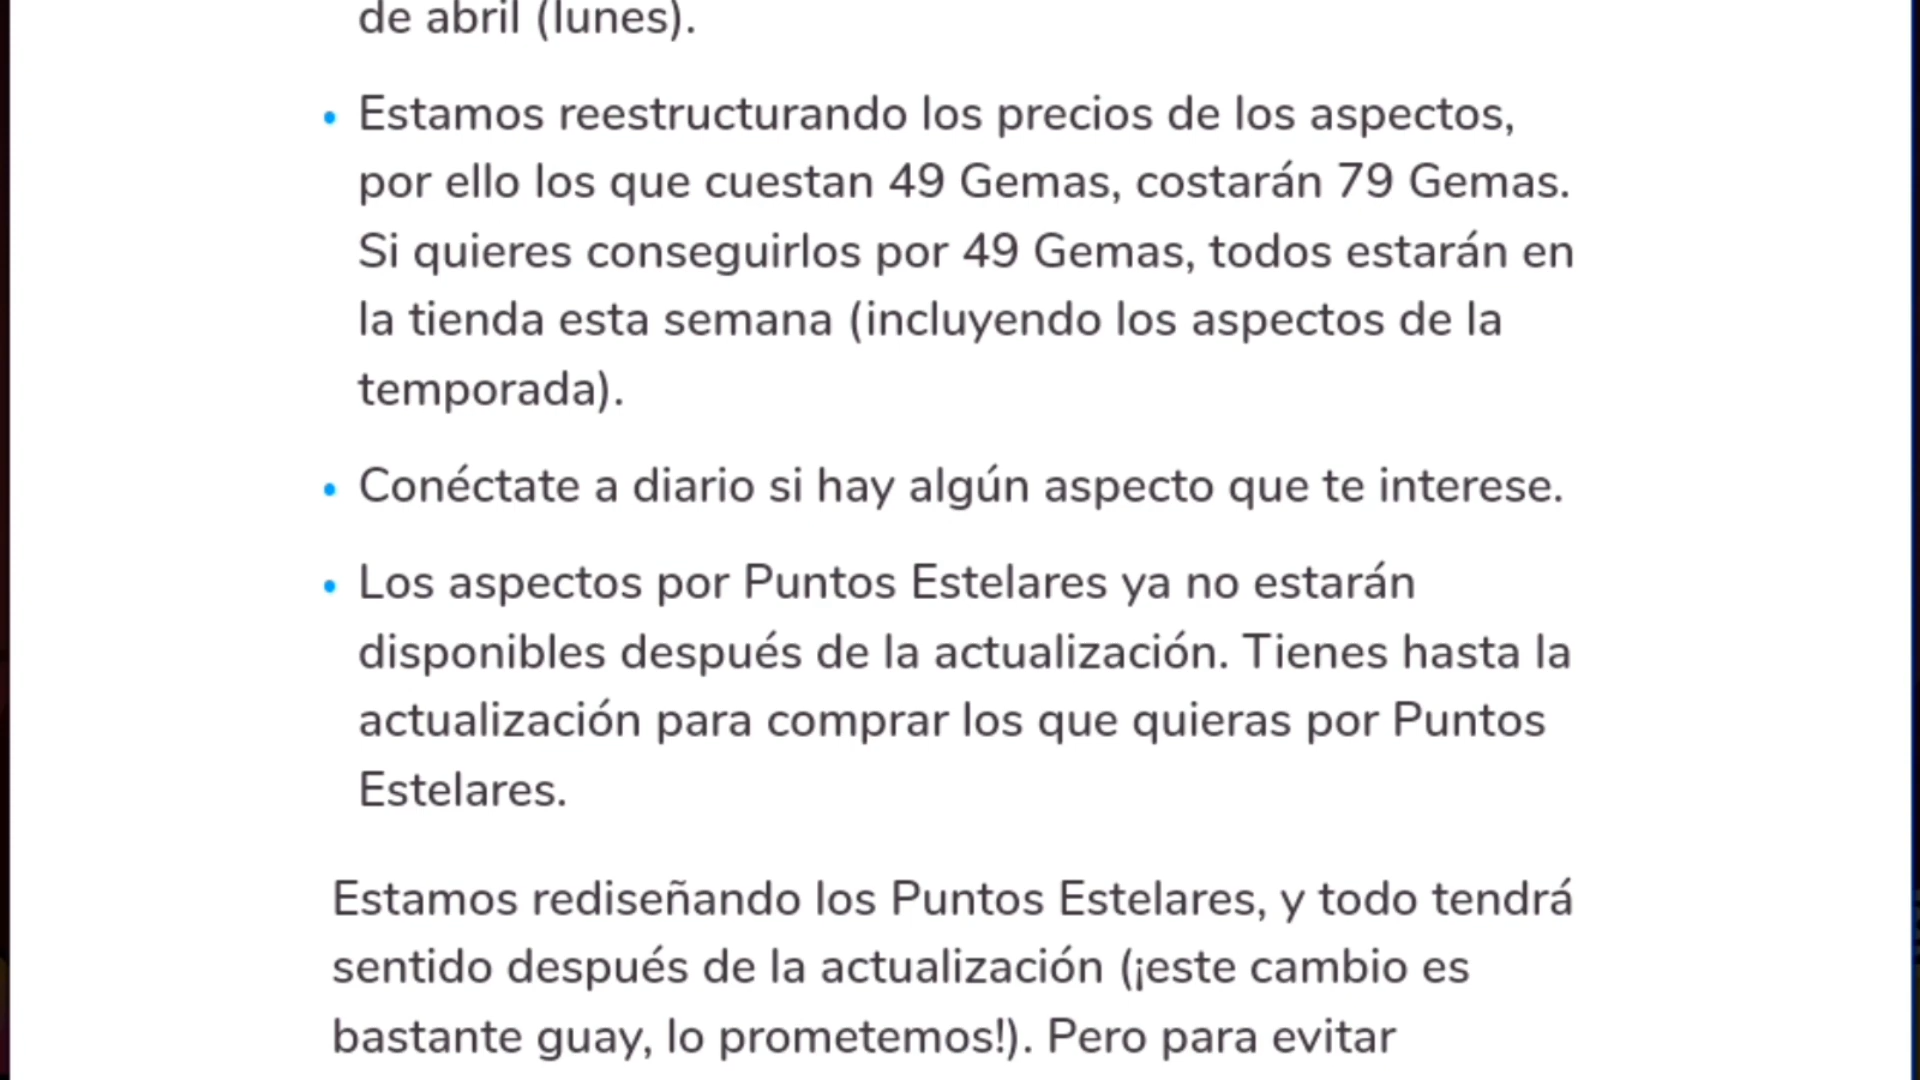 de abril (lunes).
• Estamos reestructurando los precios de los aspectos,
por ello los que cuestan 49 Gemas, costarán 79 Gemas.
Si quieres conseguirlos por 49 Gemas, todos estarán en
la tienda esta semana (incluyendo los aspectos de la
temporada).
• Conéctate a diario si hay algún aspecto que te interese.
• Los aspectos por Puntos Estelares ya no estarán
disponibles después de la actualización. Tienes hasta la
actualización para comprar los que quieras por Puntos
Estelares.
Estamos rediseñando los Puntos Estelares, y todo tendrá
sentido después de la actualización (¡este cambio es
bastante guay, lo prometemos!). Pero para evitar